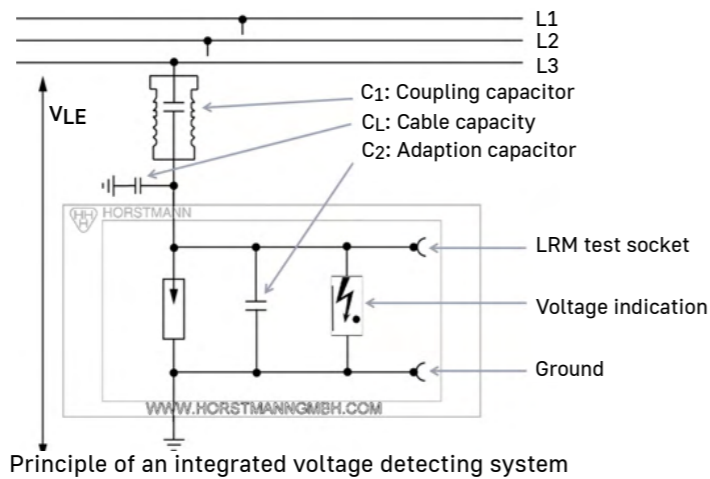 L1
L2
L3
VLE
C1: Coupling capacitor
CL: Cable capacity
C2: Adaption capacitor
HORSTMANN
LRM test socket
Voltage indication
Ground
WWW.HORSTMANNGMBH.COM
Principle of an integrated voltage detecting system